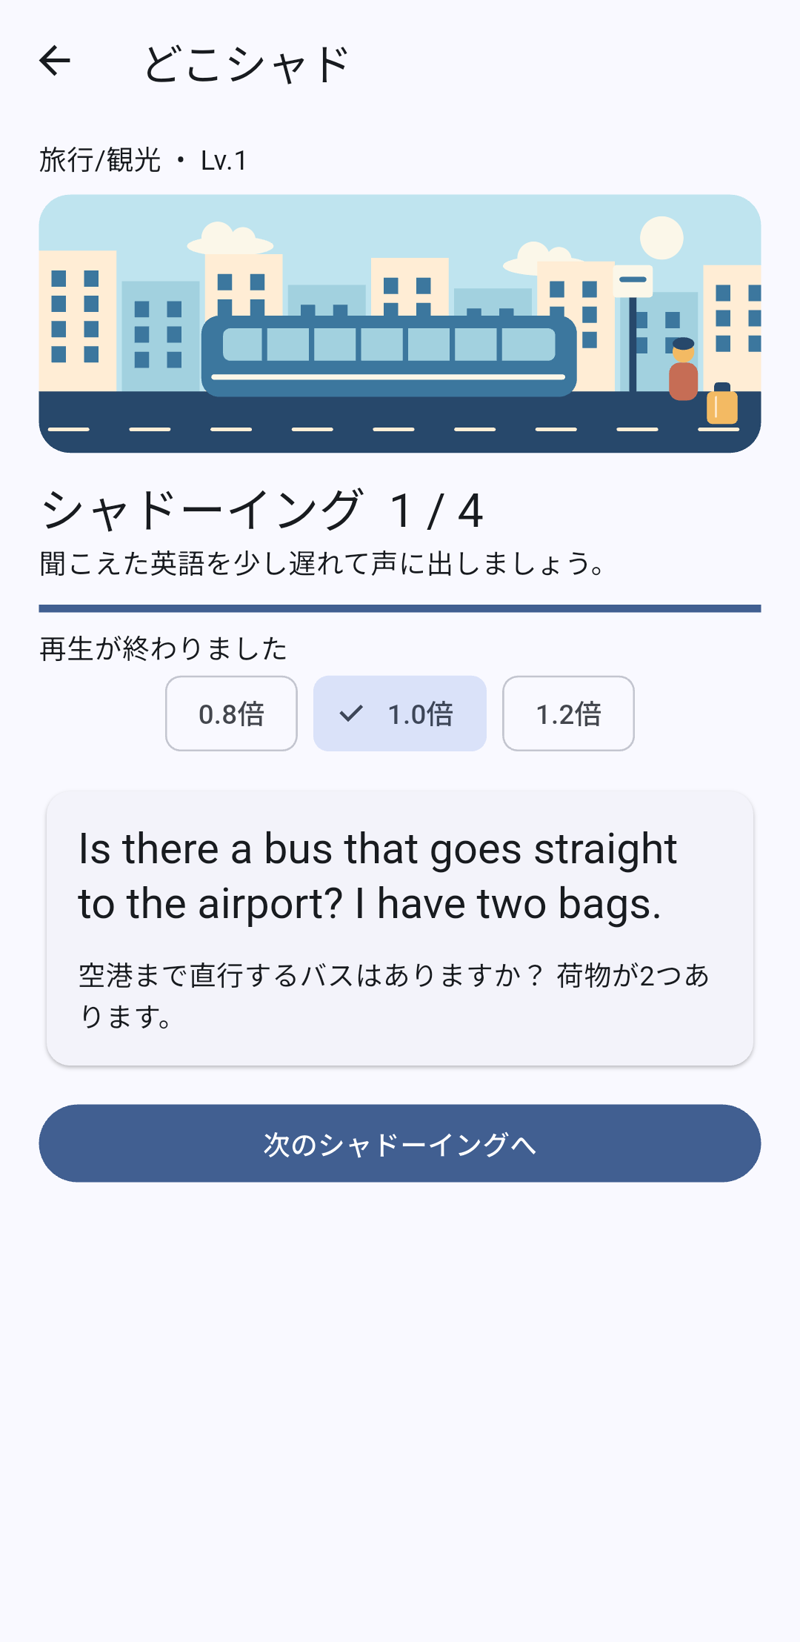 どこシャド
旅行/観光 • Lv.1
シャドーイング 1 / 4
聞こえた英語を少し遅れて声に出しましょう。
再生が終わりました
0.8倍 1.0倍 1.2倍
Is there a bus that goes straight
to the airport? I have two bags.
空港まで直行するバスはありますか？ 荷物が2つあ
ります。
次のシャドーイングへ